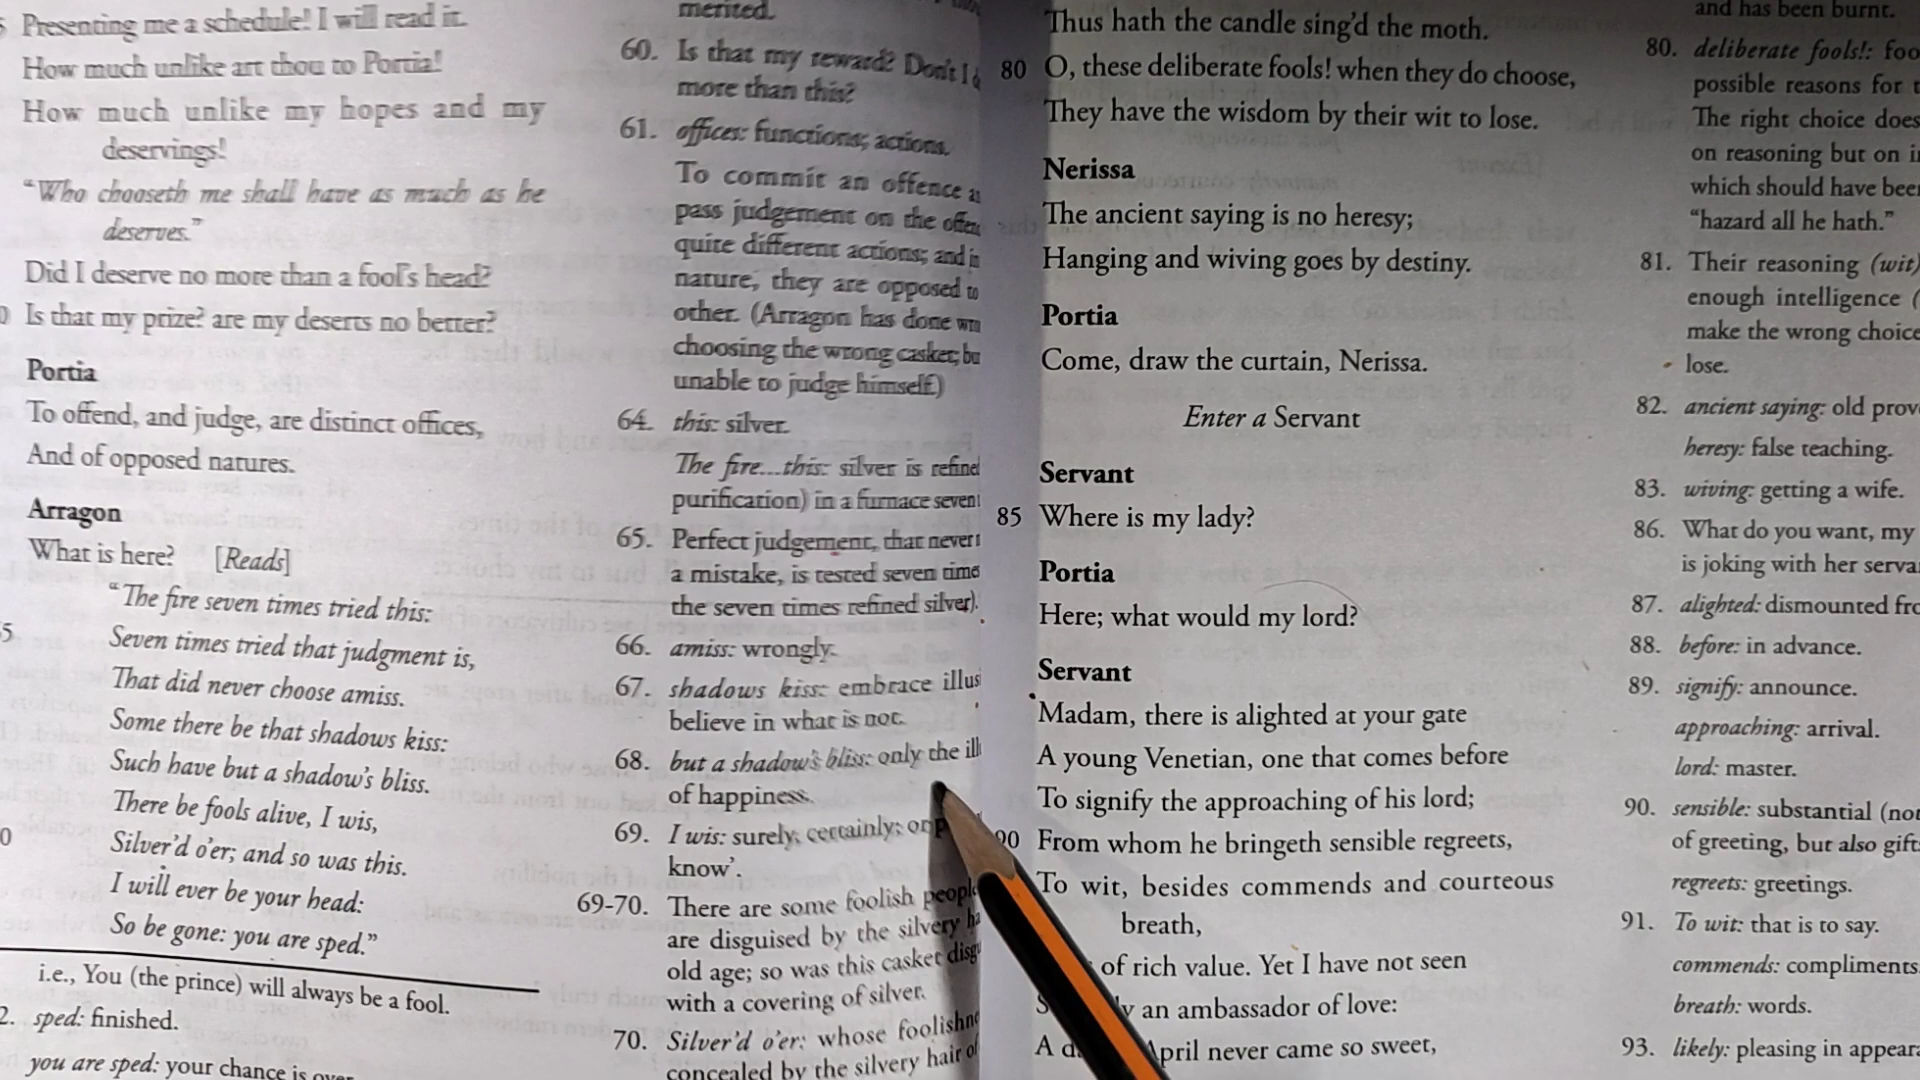 Presenting me a schedule! I will read it.
How much unlike art thou to Portia!
How much unlike my hopes and my
deservings!
"Who chooseth me shall have as much as he
deserves."
Did I deserve no more than a fool's head?
Is that my prize? are my deserts no better?
Portia
To offend, and judge, are distinct offices,
And of opposed natures.
Arragon
What is here? [Reads]
"The fire seven times tried this:
Seven times tried that judgment is,
That did never choose amiss.
Some there be that shadows kiss:
Such have but a shadow's bliss.
There be fools alive, I wis,
Silver'd o'er; and so was this.
I will ever be your head:
So be gone: you are sped."
i.e., You (the prince) will always be a fool.
sped: finished.
you are sped: your chance is over
merited.
60. Is that my reward? Don't I
more than this?
61. offices: functions; actions.
To commit an offence
pass judgement on the
quite different actions; and
nature, they are opposed
other. (Arragon has done
choosing the wrong casket;
unable to judge himself.)
64. this: silver.
The fire...this: silver is
purification) in a furnace
65. Perfect judgement, that never
a mistake, is tested seven
the seven times refined silver).
66. amiss: wrongly.
67. shadows kiss: embrace
believe in what is not.
68. but a shadow's bliss: only the
of happiness.
69. I wis: surely; certainly;
know'.
69-70. There are some foolish
are disguised by the silvery
old age; so was this casket
with a covering of silver.
70. Silver'd o'er: whose
concealed by the silvery hair
Thus hath the candle sing'd the moth.
80 O, these deliberate fools! when they do choose,
They have the wisdom by their wit to lose.
Nerissa
The ancient saying is no heresy;
Hanging and wiving goes by destiny.
Portia
Come, draw the curtain, Nerissa.
Enter a Servant
Servant
85 Where is my lady?
Portia
Here; what would my lord?
Servant
Madam, there is alighted at your gate
A young Venetian, one that comes before
To signify the approaching of his lord;
90 From whom he bringeth sensible regreets,
To wit, besides commends and courteous
breath,
of rich value. Yet I have not seen
an ambassador of love:
A April never came so sweet,
and has been burnt.
80. deliberate fools!:
possible reasons for
The right choice does
on reasoning but on
which should have
"hazard all he hath."
81. Their reasoning (wit)
enough intelligence (
make the wrong choice
lose.
82. ancient saying: old
heresy: false teaching.
83. wiving: getting a wife.
86. What do you want, my
is joking with her
87. alighted: dismounted
88. before: in advance.
89. signify: announce.
approaching: arrival.
lord: master.
90. sensible: substantial
of greeting, but also
regreets: greetings.
91. To wit: that is to say.
commends: compliments
breath: words.
93. likely: pleasing in